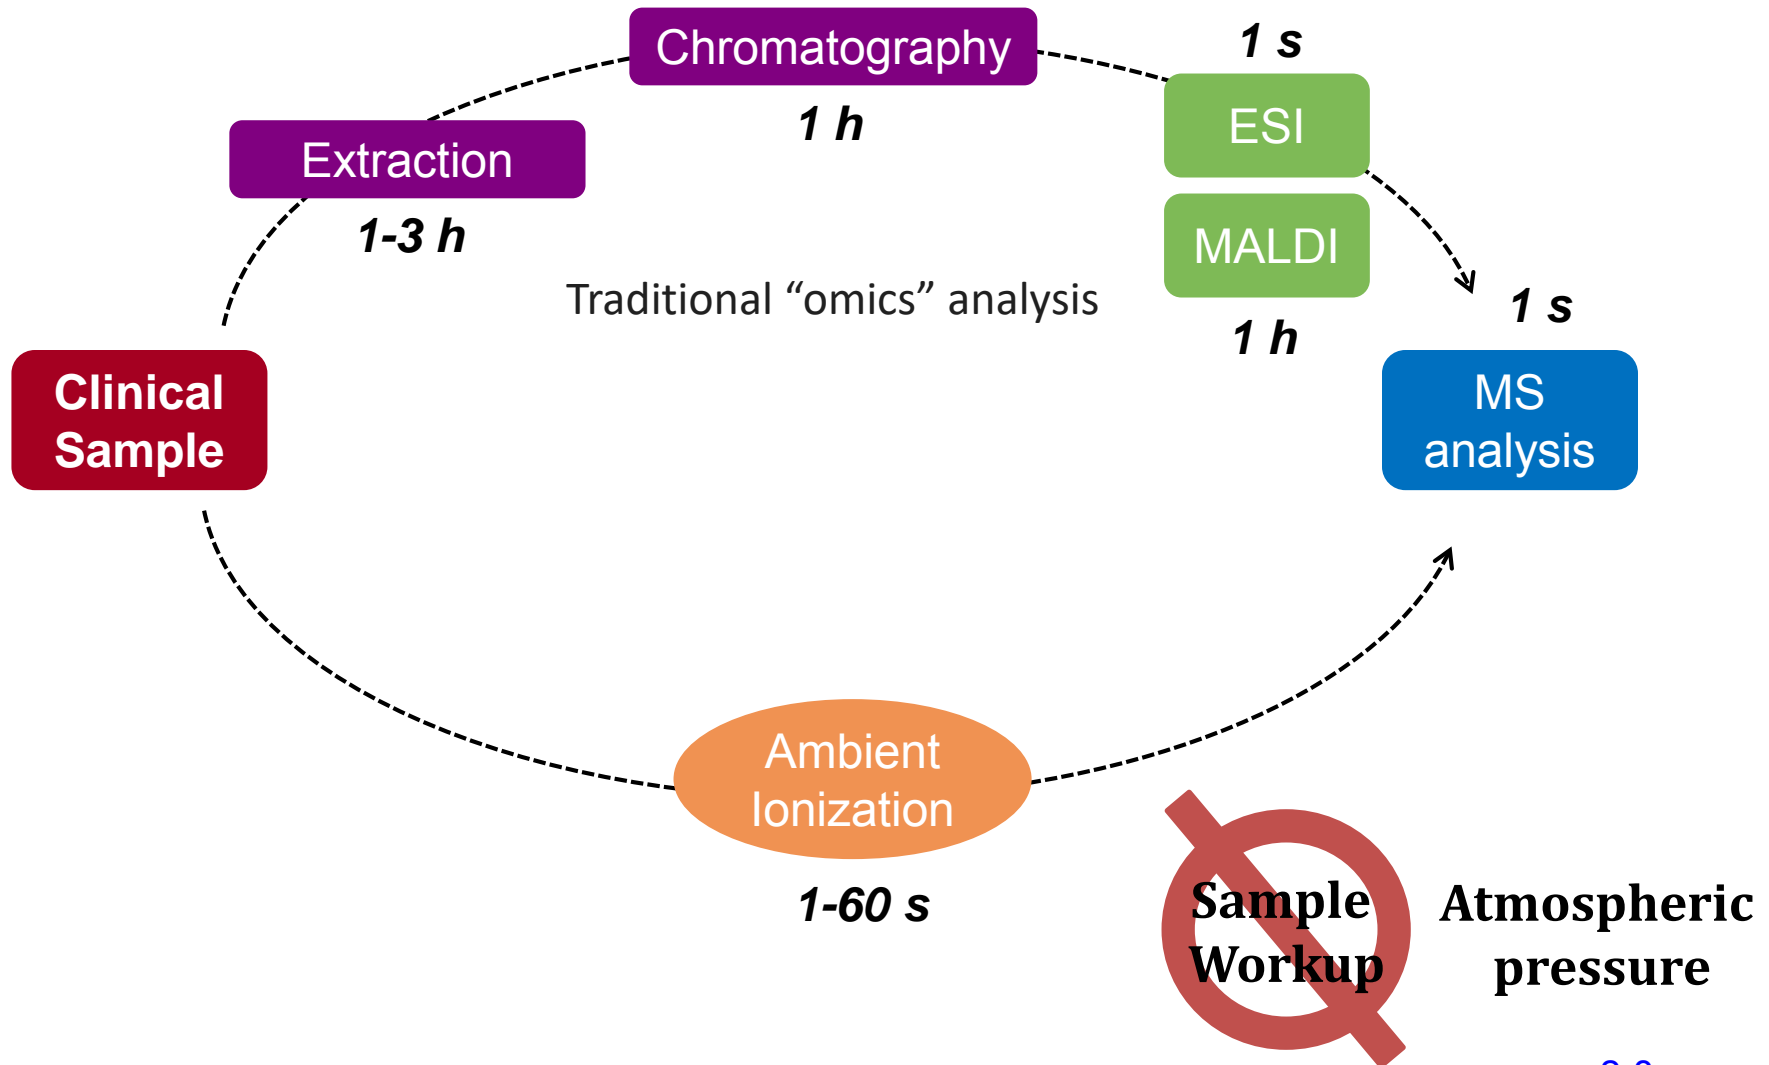 Chromatography
1 h
1 s
ESI
Extraction
1-3 h
MALDI
1 h
Traditional “omics” analysis
1 s
Clinical
Sample
MS
analysis
Ambient
Ionization
1-60 s
Sample
Workup
Atmospheric
pressure